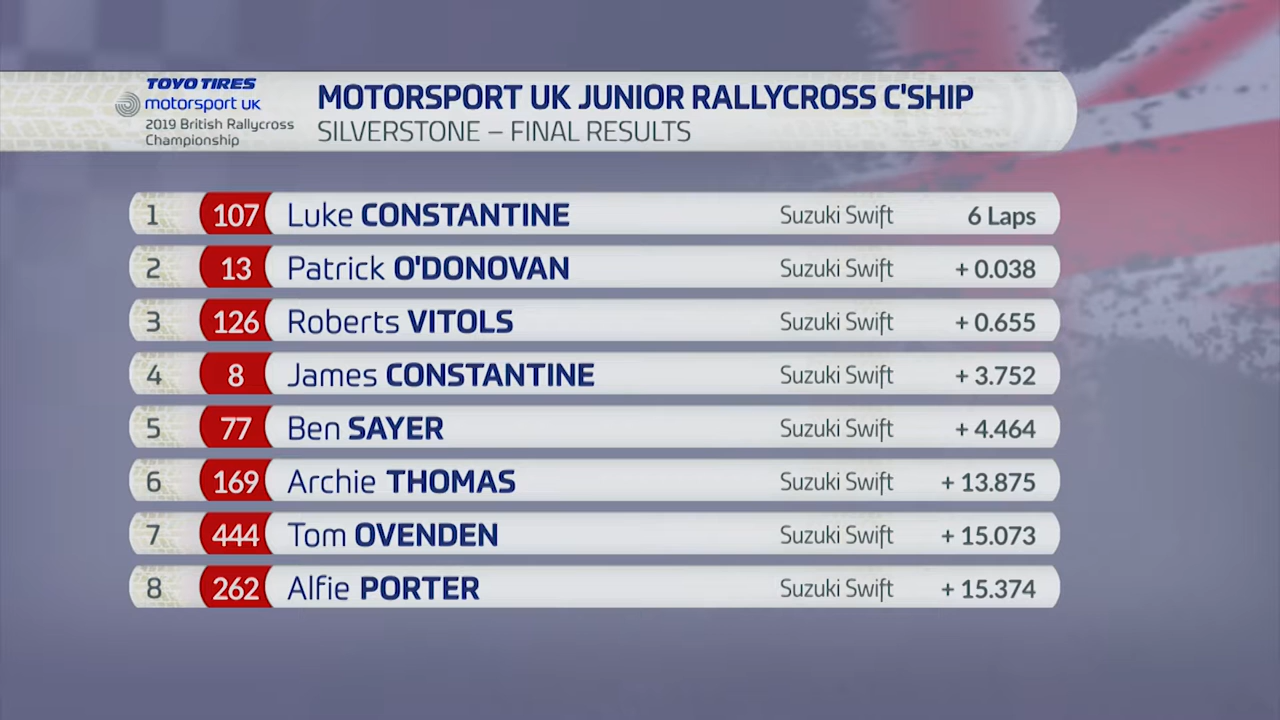 TOYO TIRES
motorsport uk
2019 British Rallycross
Championship
MOTORSPORT UK JUNIOR RALLYCROSS C'SHIP
SILVERSTONE – FINAL RESULTS
1 107 Luke CONSTANTINE Suzuki Swift 6 Laps
2 13 Patrick O'DONOVAN Suzuki Swift + 0.038
3 126 Roberts VITOLS Suzuki Swift + 0.655
4 8 James CONSTANTINE Suzuki Swift + 3.752
5 77 Ben SAYER Suzuki Swift + 4.464
6 169 Archie THOMAS Suzuki Swift + 13.875
7 444 Tom OVENDEN Suzuki Swift + 15.073
8 262 Alfie PORTER Suzuki Swift + 15.374